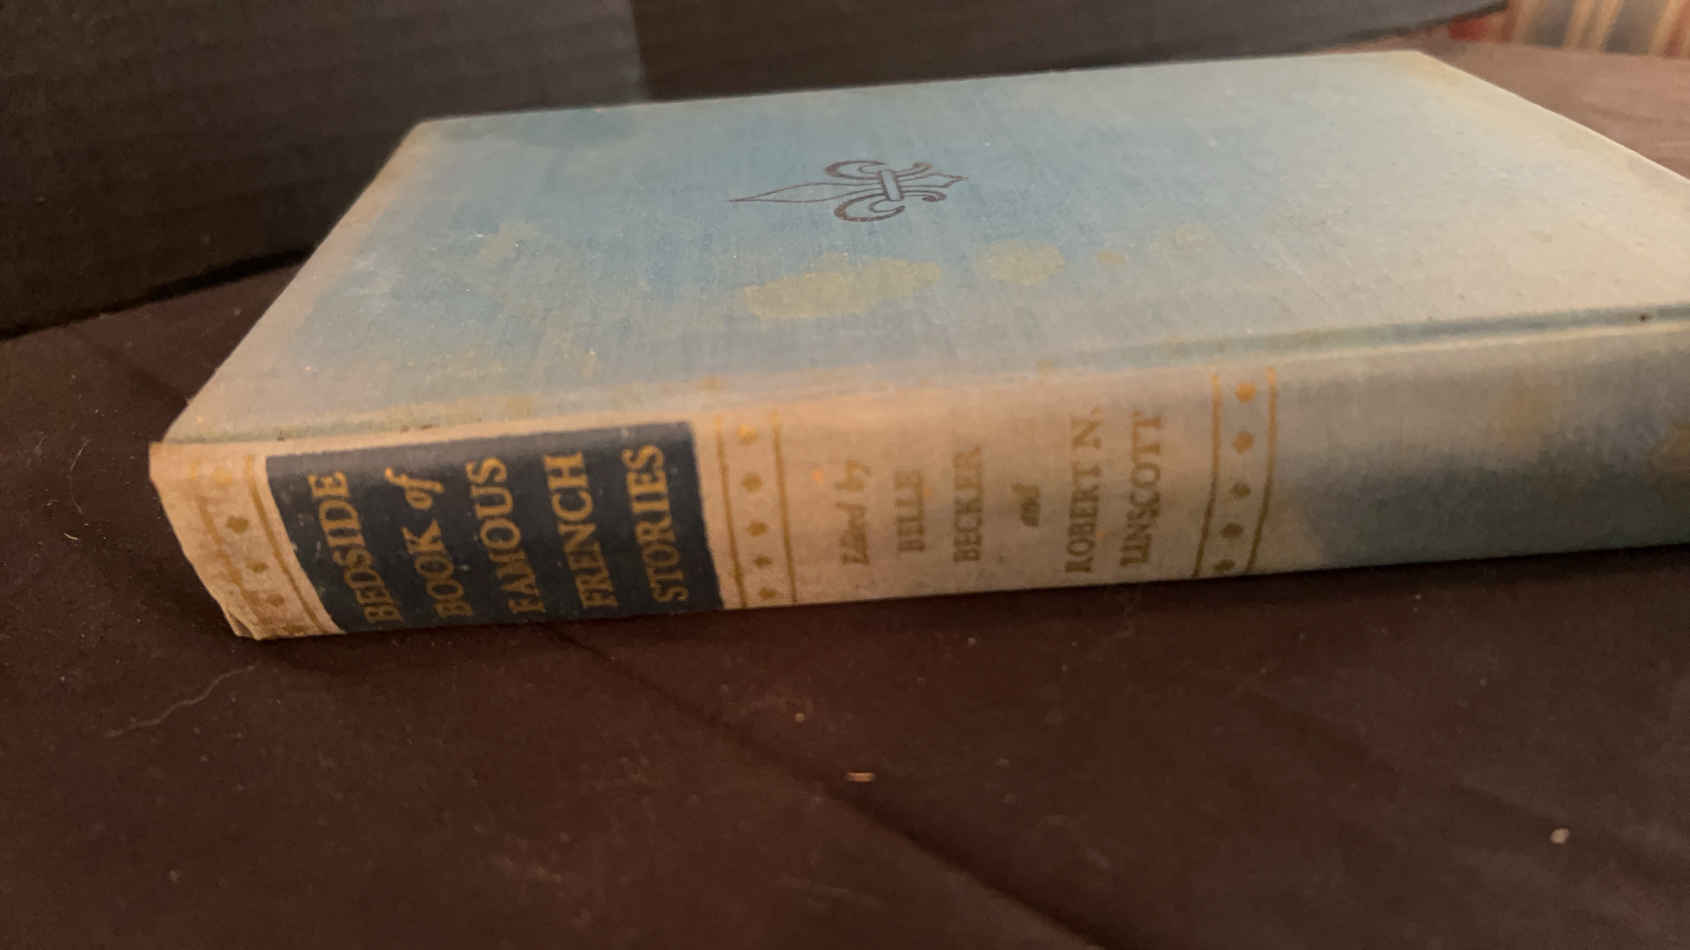 BEDSIDE
BOOK of
FAMOUS
FRENCH
STORIES
Edited by
BELLE
BECKER
and
ROBERT N.
LINSCOTT